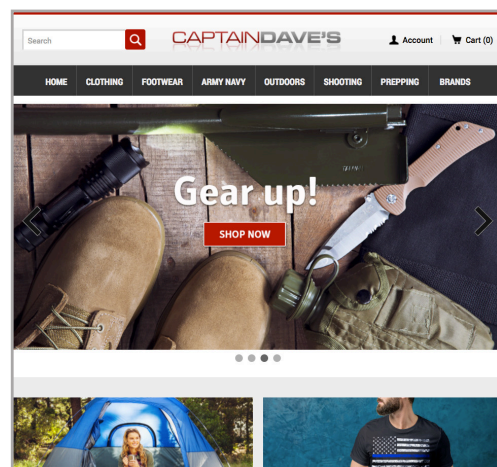 Search
CAPTAINDAVE'S
Account
Cart (0)
HOME CLOTHING FOOTWEAR ARMY NAVY OUTDOORS SHOOTING PREPPING BRANDS
Gear up!
SHOP NOW